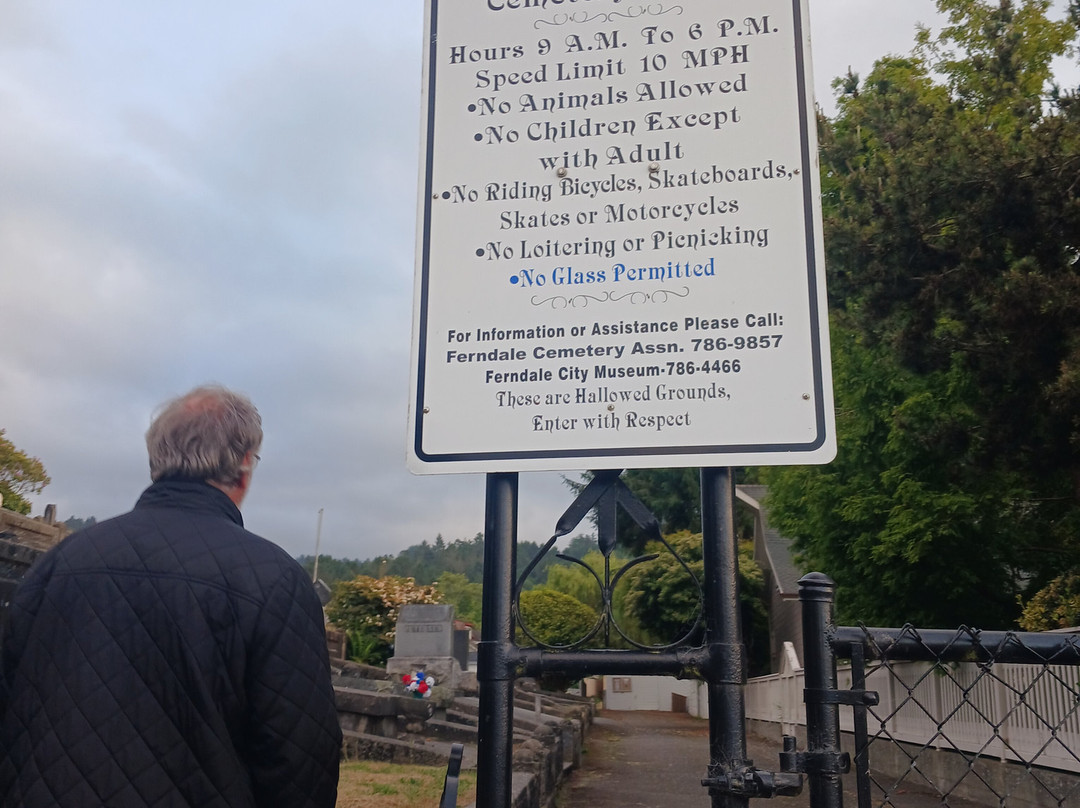 Cemetery
Hours 9 A.M. To 6 P.M.
Speed Limit 10 MPH
•No Animals Allowed
•No Children Except
with Adult
•No Riding Bicycles, Skateboards,
Skates or Motorcycles
•No Loitering or Picnicking
•No Glass Permitted
For Information or Assistance Please Call:
Ferndale Cemetery Assn. 786-9857
Ferndale City Museum-786-4466
These are Hallowed Grounds,
Enter with Respect